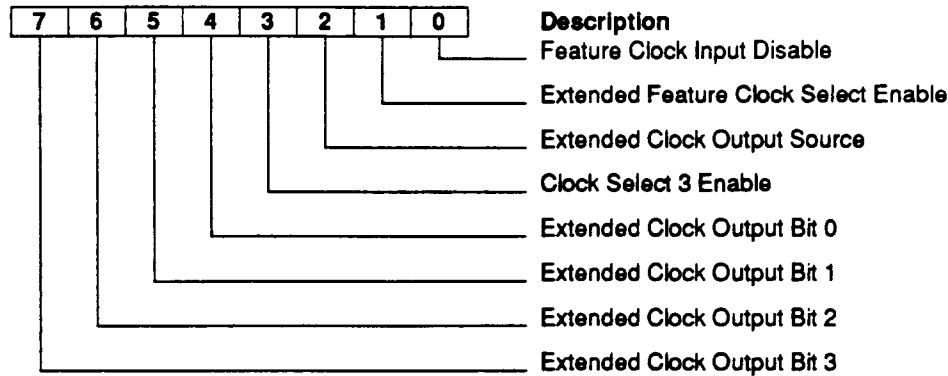 7 6 5 4 3 2 1 0 Description
Feature Clock Input Disable
Extended Feature Clock Select Enable
Extended Clock Output Source
Clock Select 3 Enable
Extended Clock Output Bit 0
Extended Clock Output Bit 1
Extended Clock Output Bit 2
Extended Clock Output Bit 3